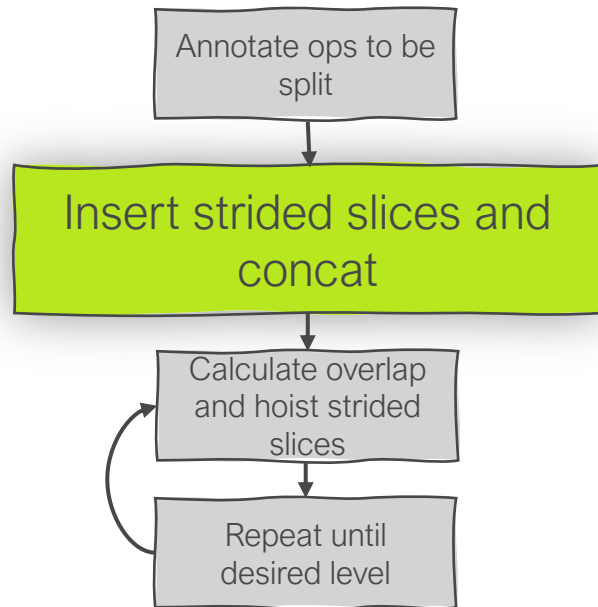 Annotate ops to be
split
Insert strided slices and
concat
Calculate overlap
and hoist strided
slices
Repeat until
desired level